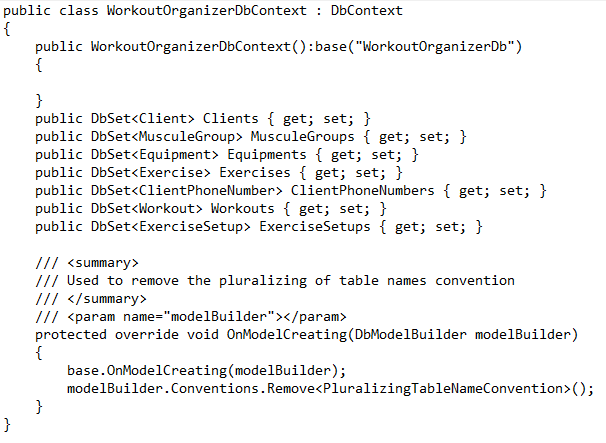 public class WorkoutOrganizerDbContext : DbContext
{
    public WorkoutOrganizerDbContext():base("WorkoutOrganizerDb")
    {

    }
    public DbSet<Client> Clients { get; set; }
    public DbSet<MusculeGroup> MusculeGroups { get; set; }
    public DbSet<Equipment> Equipments { get; set; }
    public DbSet<Exercise> Exercises { get; set; }
    public DbSet<ClientPhoneNumber> ClientPhoneNumbers { get; set; }
    public DbSet<Workout> Workouts { get; set; }
    public DbSet<ExerciseSetup> ExerciseSetups { get; set; }

    /// <summary>
    /// Used to remove the pluralizing of table names convention
    /// </summary>
    /// <param name="modelBuilder"></param>
    protected override void OnModelCreating(DbModelBuilder modelBuilder)
    {
        base.OnModelCreating(modelBuilder);
        modelBuilder.Conventions.Remove<PluralizingTableNameConvention>();
    }
}